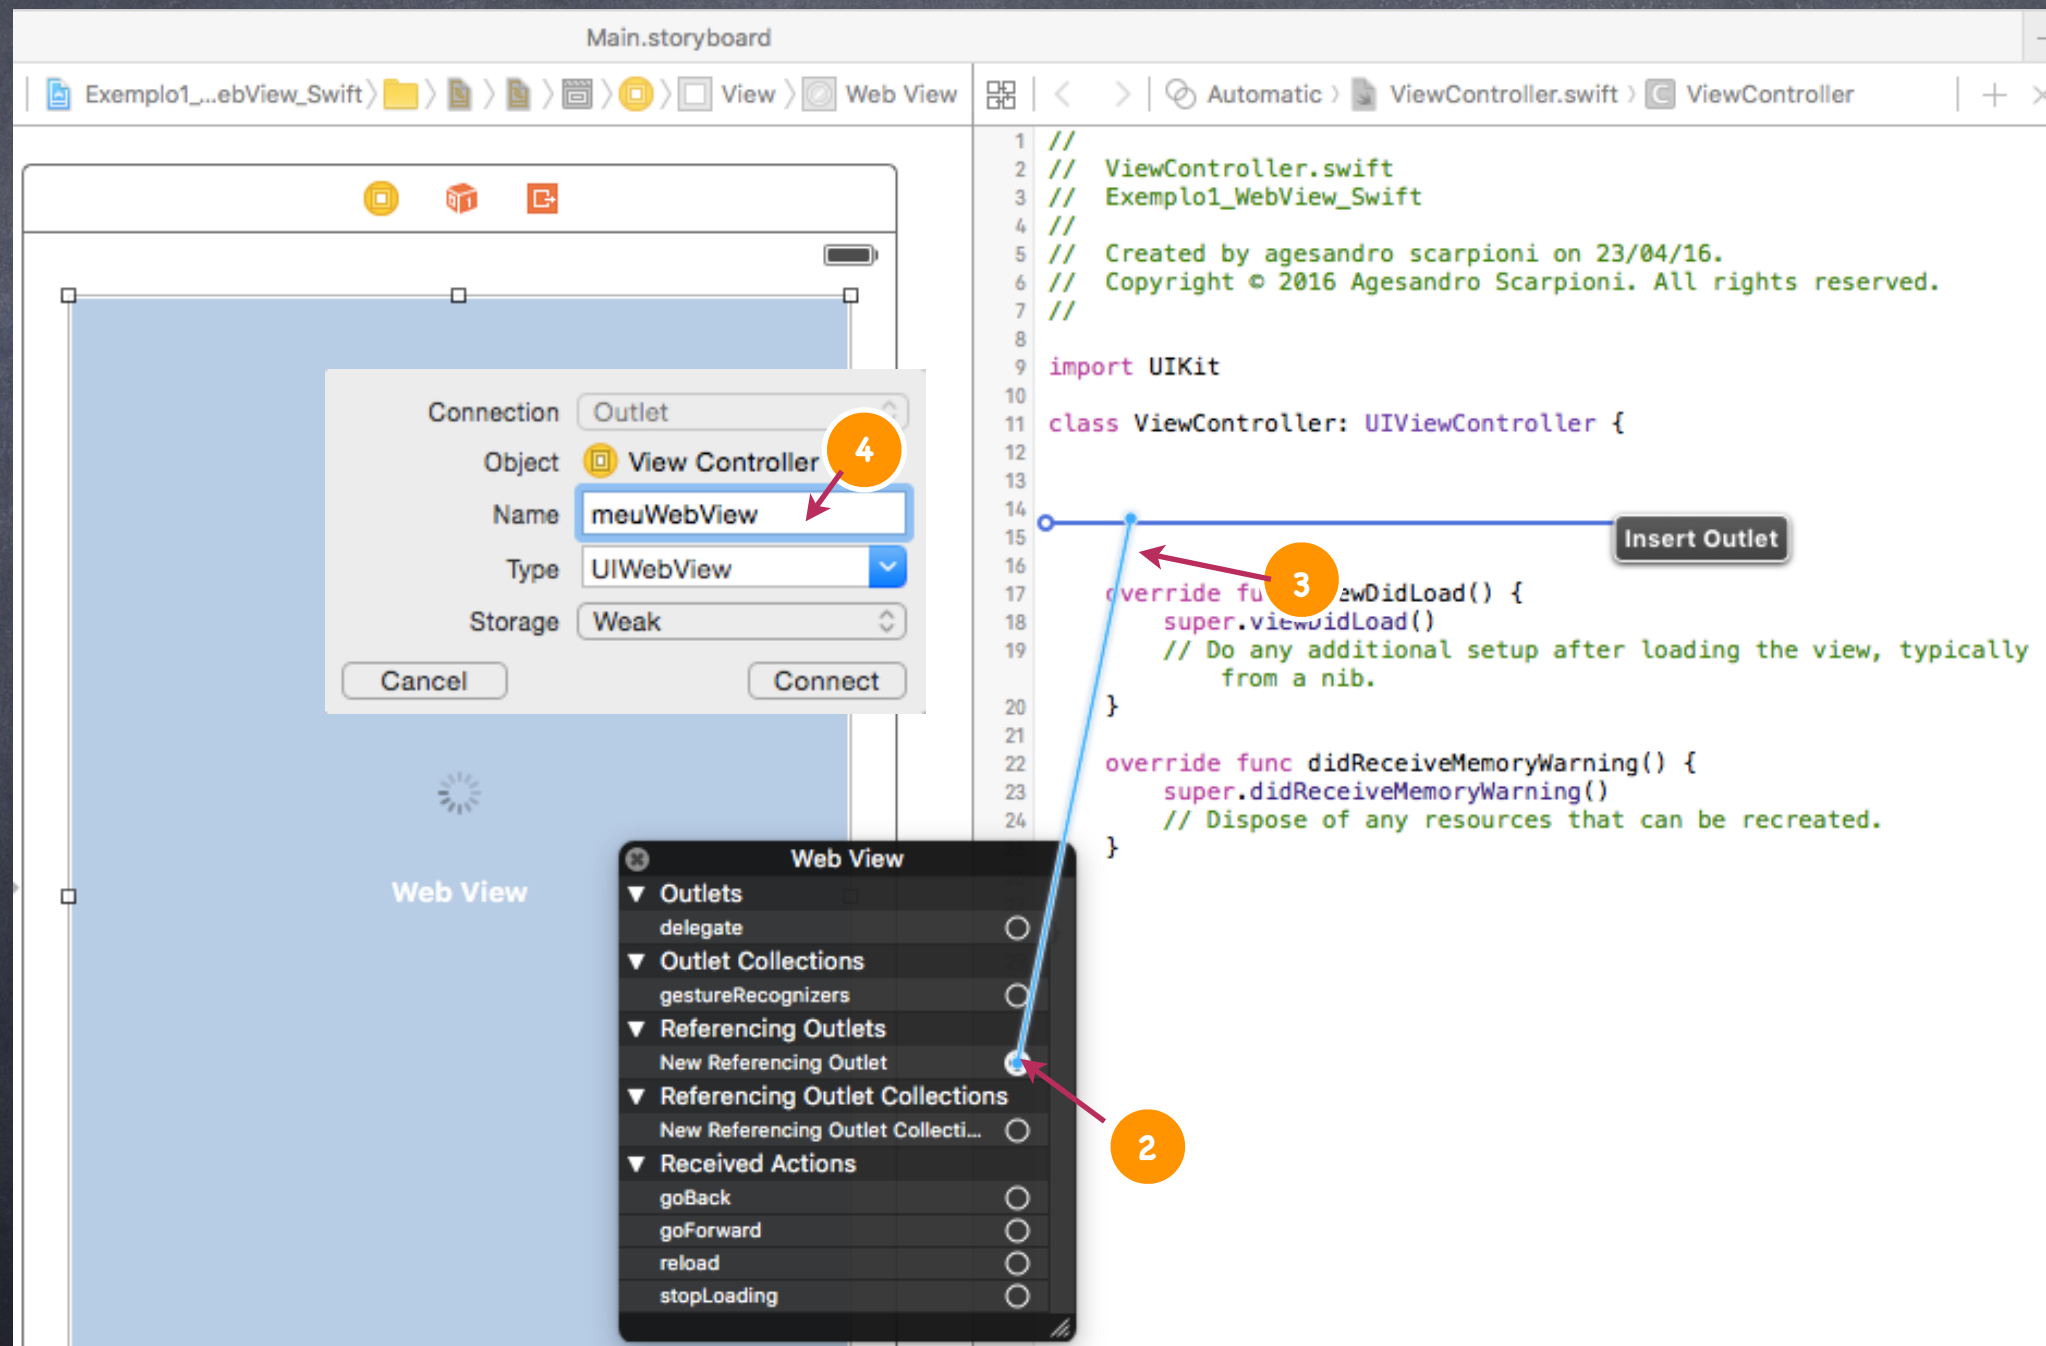 Main.storyboard
Exemplo1_...ebView_Swift
View
Web View
Automatic
ViewController.swift
ViewController
Connection Outlet
Object View Controller
4
Name meuWebView
Type UIWebView
Storage Weak
Cancel Connect
Web View
1 //
2 // ViewController.swift
3 // Exemplo1_WebView_Swift
4 //
5 // Created by agesandro scarpioni on 23/04/16.
6 // Copyright © 2016 Agesandro Scarpioni. All rights reserved.
7 //
8
9 import UIKit
10
11 class ViewController: UIViewController {
12
13
14
Insert Outlet
15
16
3
17 override fu ewDidLoad() {
18 super.viewDidLoad()
19 // Do any additional setup after loading the view, typically
from a nib.
20 }
21
22 override func didReceiveMemoryWarning() {
23 super.didReceiveMemoryWarning()
24 // Dispose of any resources that can be recreated.
}
Web View
Outlets
delegate
Outlet Collections
gestureRecognizers
Referencing Outlets
New Referencing Outlet
Referencing Outlet Collections
New Referencing Outlet Collecti...
2
Received Actions
goBack
goForward
reload
stopLoading